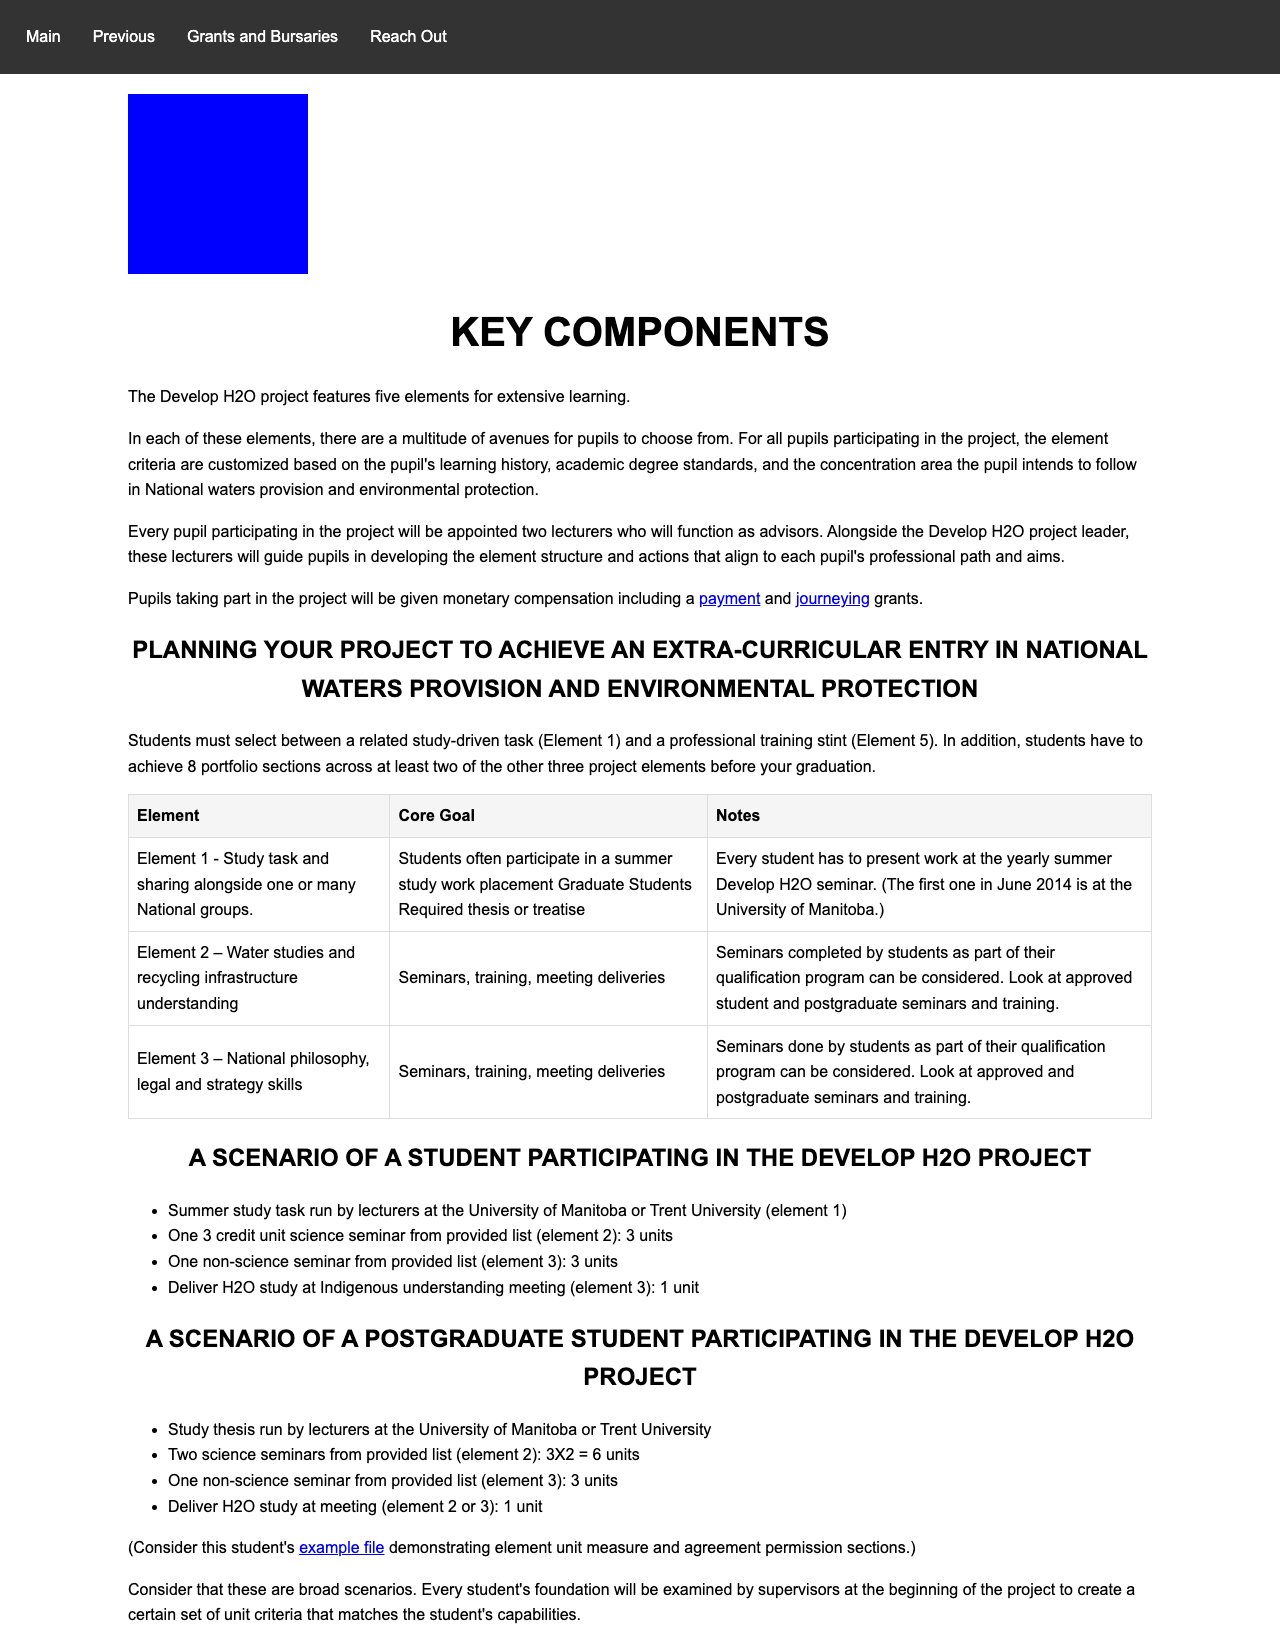 Main Previous Grants and Bursaries Reach Out
KEY COMPONENTS
The Develop H2O project features five elements for extensive learning.
In each of these elements, there are a multitude of avenues for pupils to choose from. For all pupils participating in the project, the element
criteria are customized based on the pupil's learning history, academic degree standards, and the concentration area the pupil intends to follow
in National waters provision and environmental protection.
Every pupil participating in the project will be appointed two lecturers who will function as advisors. Alongside the Develop H2O project leader,
these lecturers will guide pupils in developing the element structure and actions that align to each pupil's professional path and aims.
Pupils taking part in the project will be given monetary compensation including a payment and journeying grants.
PLANNING YOUR PROJECT TO ACHIEVE AN EXTRA-CURRICULAR ENTRY IN NATIONAL
WATERS PROVISION AND ENVIRONMENTAL PROTECTION
Students must select between a related study-driven task (Element 1) and a professional training stint (Element 5). In addition, students have to
achieve 8 portfolio sections across at least two of the other three project elements before your graduation.
Element
Core Goal
Notes
Element 1 - Study task and
sharing alongside one or many
National groups.
Students often participate in a summer
study work placement Graduate Students
Required thesis or treatise
Every student has to present work at the yearly summer
Develop H2O seminar. (The first one in June 2014 is at the
University of Manitoba.)
Element 2 – Water studies and
recycling infrastructure
understanding
Seminars, training, meeting deliveries
Seminars completed by students as part of their
qualification program can be considered. Look at approved
student and postgraduate seminars and training.
Element 3 – National philosophy,
legal and strategy skills
Seminars, training, meeting deliveries
Seminars done by students as part of their qualification
program can be considered. Look at approved and
postgraduate seminars and training.
A SCENARIO OF A STUDENT PARTICIPATING IN THE DEVELOP H2O PROJECT
• Summer study task run by lecturers at the University of Manitoba or Trent University (element 1)
• One 3 credit unit science seminar from provided list (element 2): 3 units
• One non-science seminar from provided list (element 3): 3 units
• Deliver H2O study at Indigenous understanding meeting (element 3): 1 unit
A SCENARIO OF A POSTGRADUATE STUDENT PARTICIPATING IN THE DEVELOP H2O
PROJECT
• Study thesis run by lecturers at the University of Manitoba or Trent University
• Two science seminars from provided list (element 2): 3X2 = 6 units
• One non-science seminar from provided list (element 3): 3 units
• Deliver H2O study at meeting (element 2 or 3): 1 unit
(Consider this student's example file demonstrating element unit measure and agreement permission sections.)
Consider that these are broad scenarios. Every student's foundation will be examined by supervisors at the beginning of the project to create a
certain set of unit criteria that matches the student's capabilities.